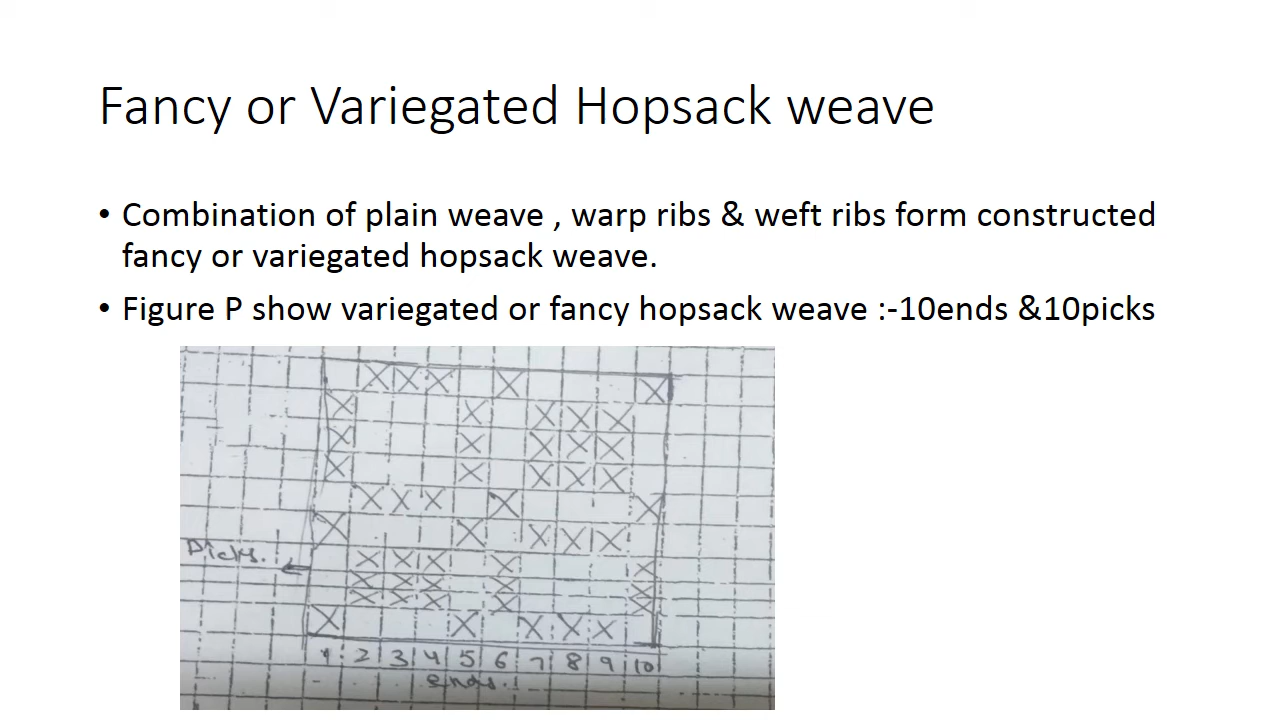 Fancy or Variegated Hopsack weave
• Combination of plain weave , warp ribs & weft ribs form constructed
fancy or variegated hopsack weave.
• Figure P show variegated or fancy hopsack weave :-10ends &10picks
Picks.
1 2 3 4 5 6 7 8 9 10
ends.